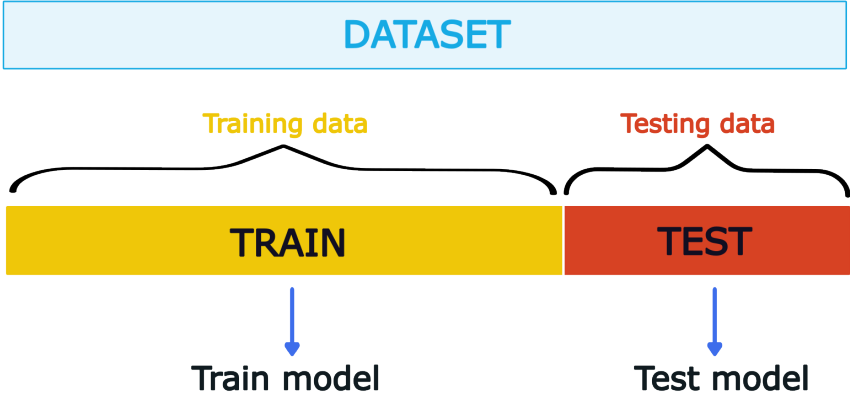 DATASET
Training data
Testing data
TRAIN
TEST
Train model
Test model